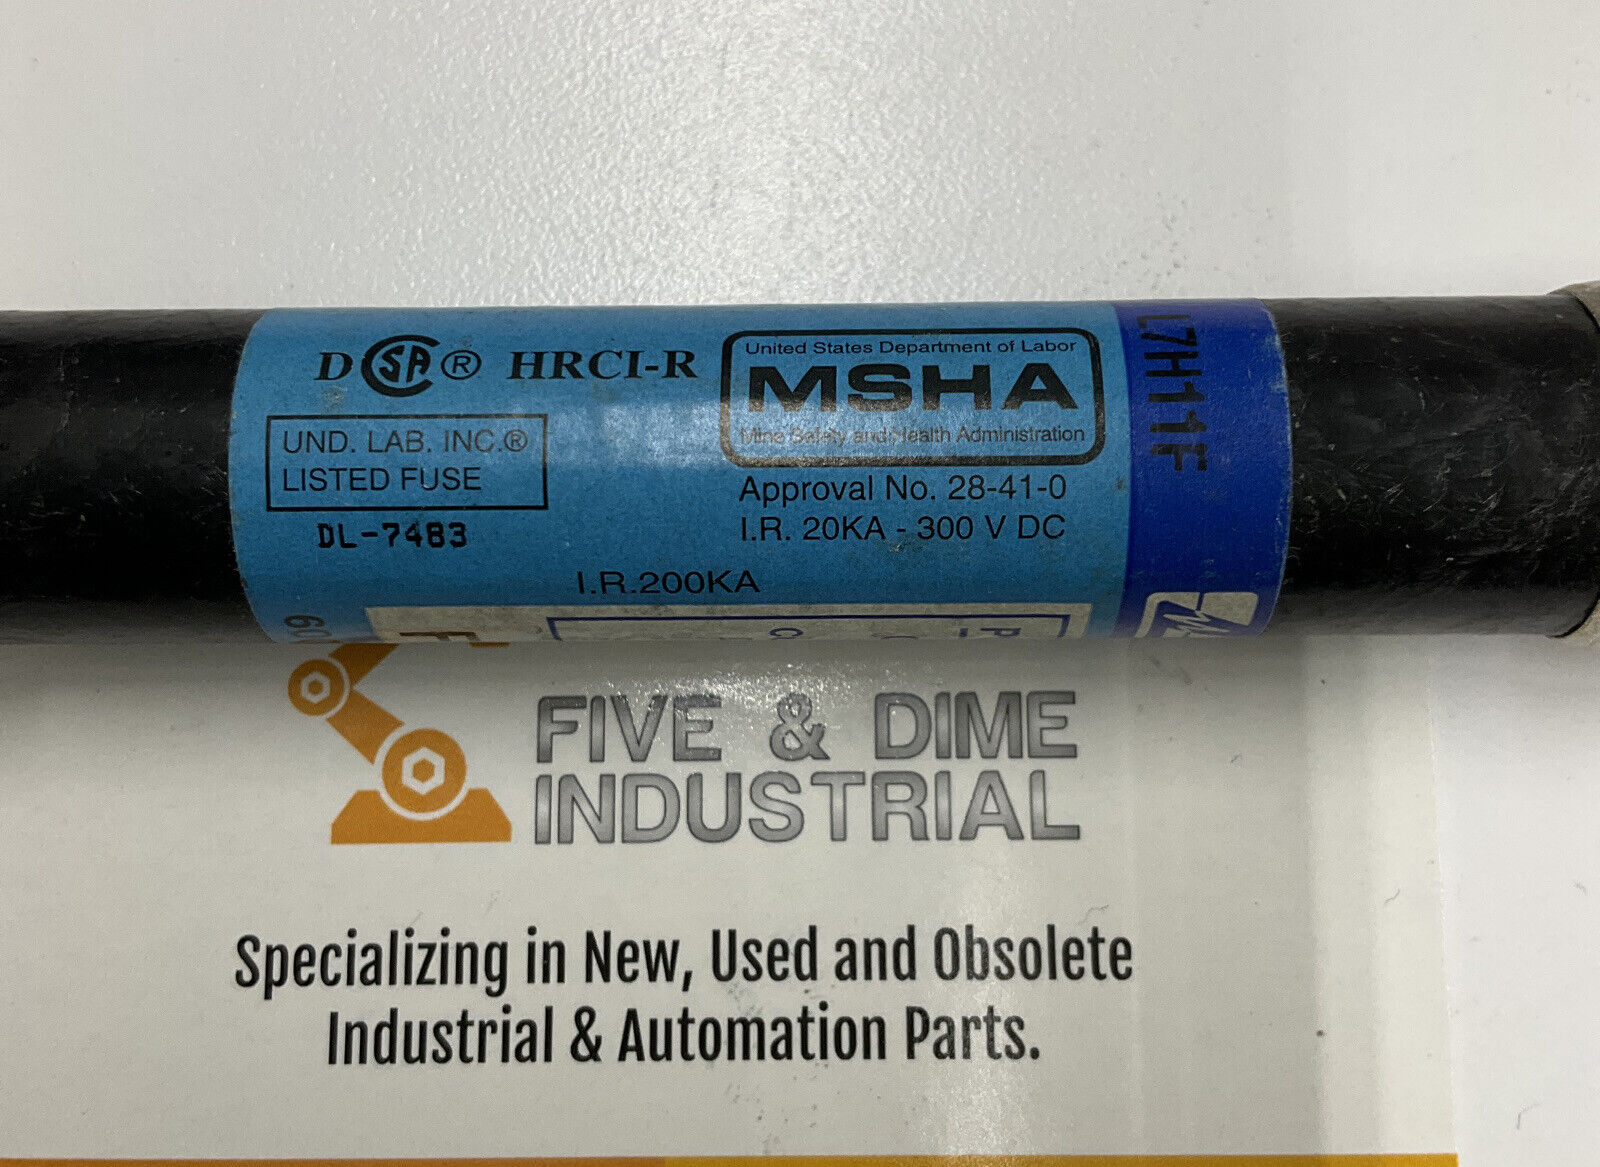 D SA ® HRCI-R
UND. LAB. INC.®
LISTED FUSE
DL-7483
United States Department of Labor
MSHA
Mine Safety and Health Administration
Approval No. 28-41-0
I.R. 20KA - 300 V DC
I.R.200KA
L7H11F
FIVE & DIME
INDUSTRIAL
Specializing in New, Used and Obsolete
Industrial & Automation Parts.